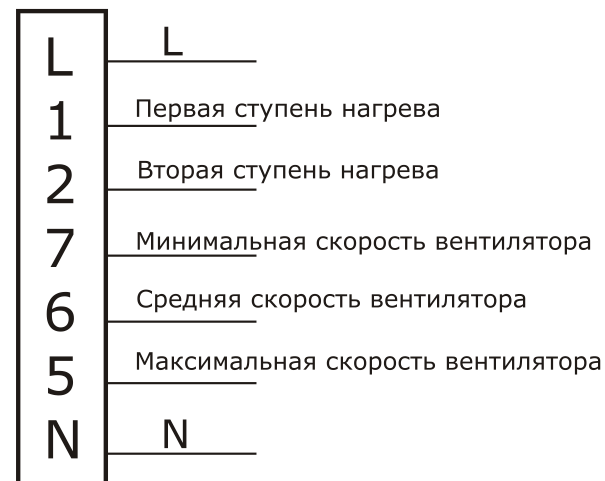 L L
1 Первая ступень нагрева
2 Вторая ступень нагрева
7 Минимальная скорость вентилятора
6 Средняя скорость вентилятора
5 Максимальная скорость вентилятора
N N